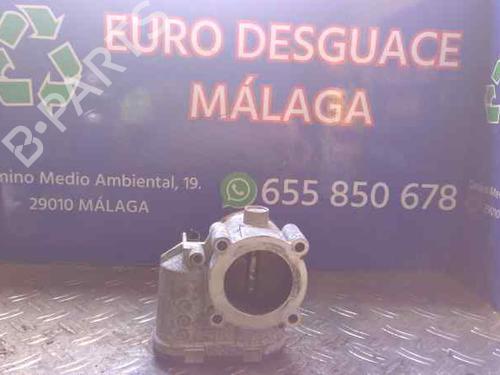 EURO DESGUACE
MÁLAGA
B-PARTS
mino Medio Ambiental, 19.
29010 MÁLAGA
655 850 678